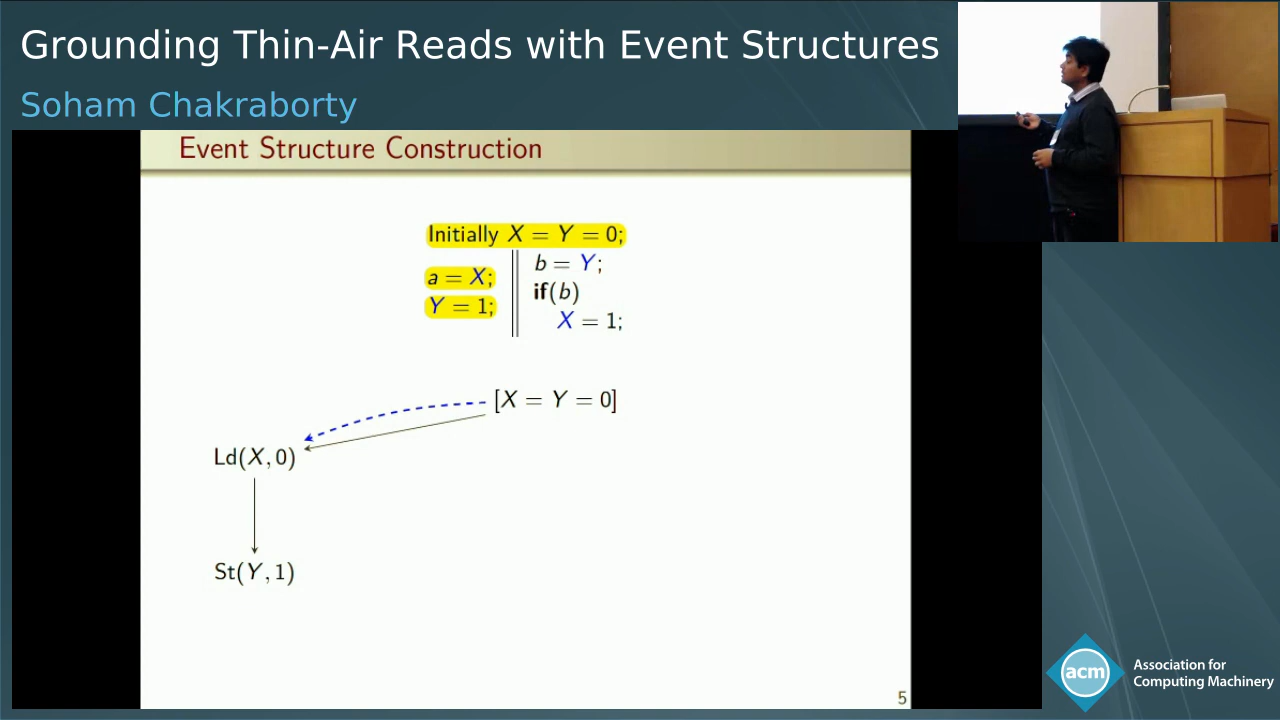 Grounding Thin-Air Reads with Event Structures
Soham Chakraborty
Event Structure Construction
Initially X = Y = 0;
a = X;
Y = 1;
b = Y;
if(b)
X = 1;
[X = Y = 0]
Ld(X, 0)
St(Y, 1)
5
acm
Association for
Computing Machinery